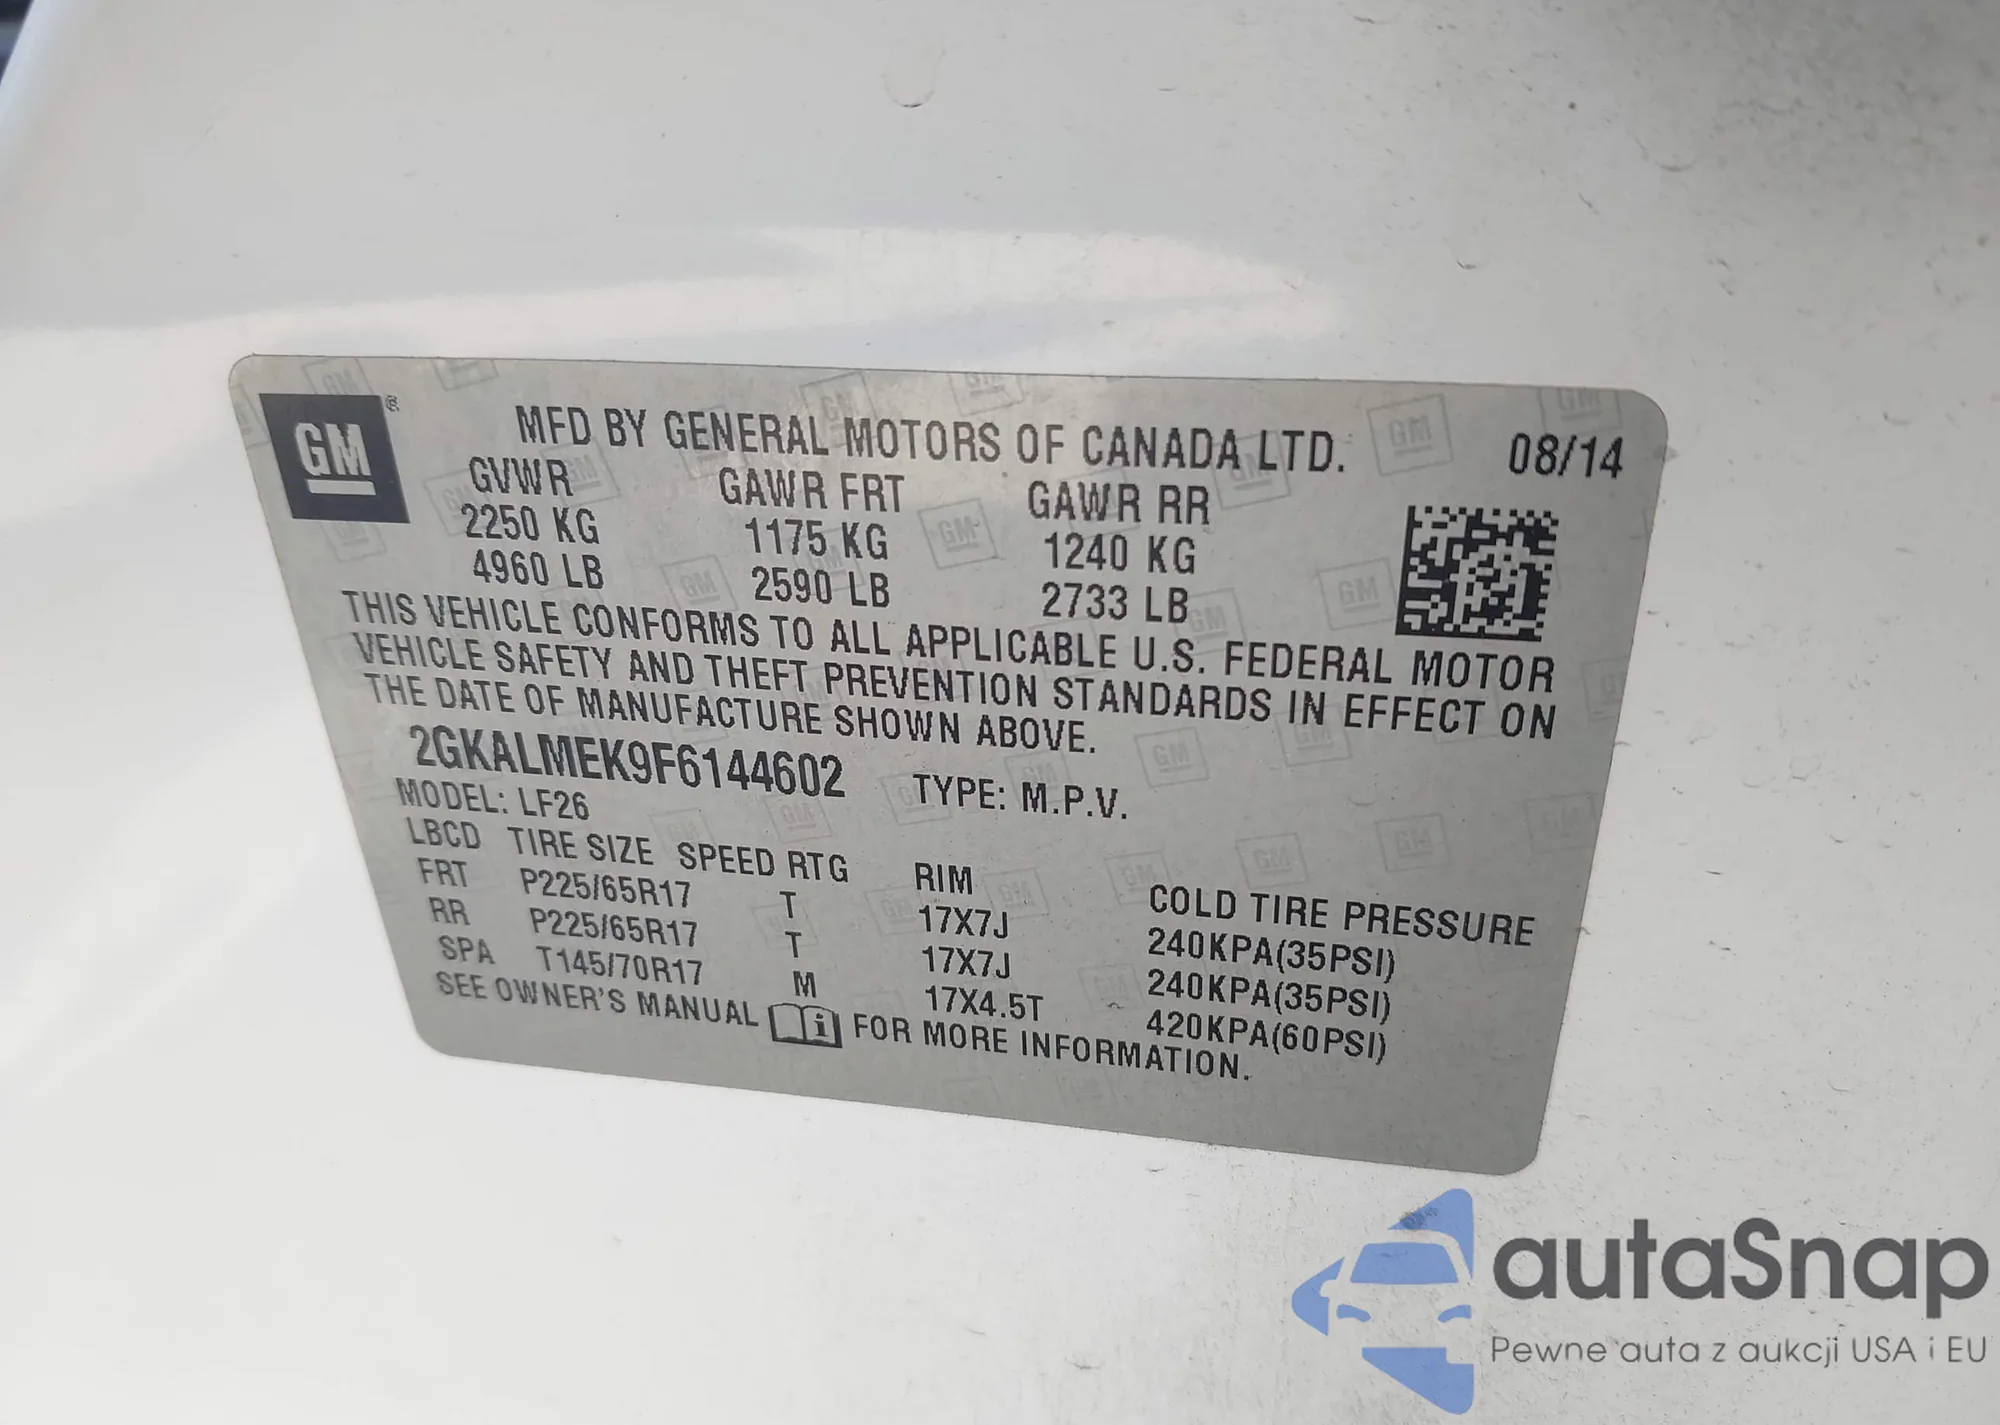 GM®
MFD BY GENERAL MOTORS OF CANADA LTD. 08/14
GVWR GAWR FRT GAWR RR
2250 KG 1175 KG 1240 KG
4960 LB 2590 LB 2733 LB
THIS VEHICLE CONFORMS TO ALL APPLICABLE U.S. FEDERAL MOTOR
VEHICLE SAFETY AND THEFT PREVENTION STANDARDS IN EFFECT ON
THE DATE OF MANUFACTURE SHOWN ABOVE.
2GKALMEK9F6144602 TYPE: M.P.V.
MODEL: LF26
LBCD TIRE SIZE SPEED RTG RIM COLD TIRE PRESSURE
FRT P225/65R17 T 17X7J 240KPA(35PSI)
RR P225/65R17 T 17X7J 240KPA(35PSI)
SPA T145/70R17 M 17X4.5T 420KPA(60PSI)
SEE OWNER'S MANUAL i FOR MORE INFORMATION.
autaSnap
Pewne auta z aukcji USA i EU